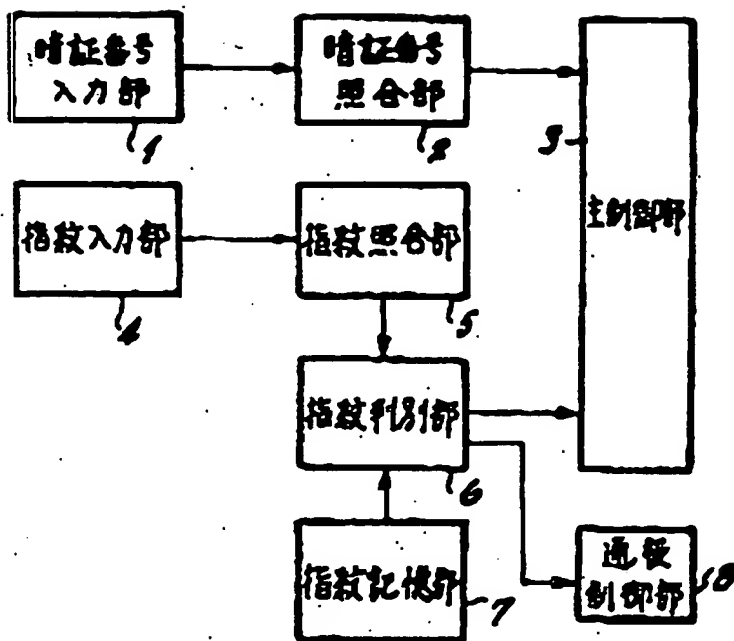 暗証番号
入力部
1
暗証番号
照合部
2
3
主制御部
指紋入力部
4
指紋照合部
5
指紋判別部
6
指紋記憶部
7
通報
制御部
8